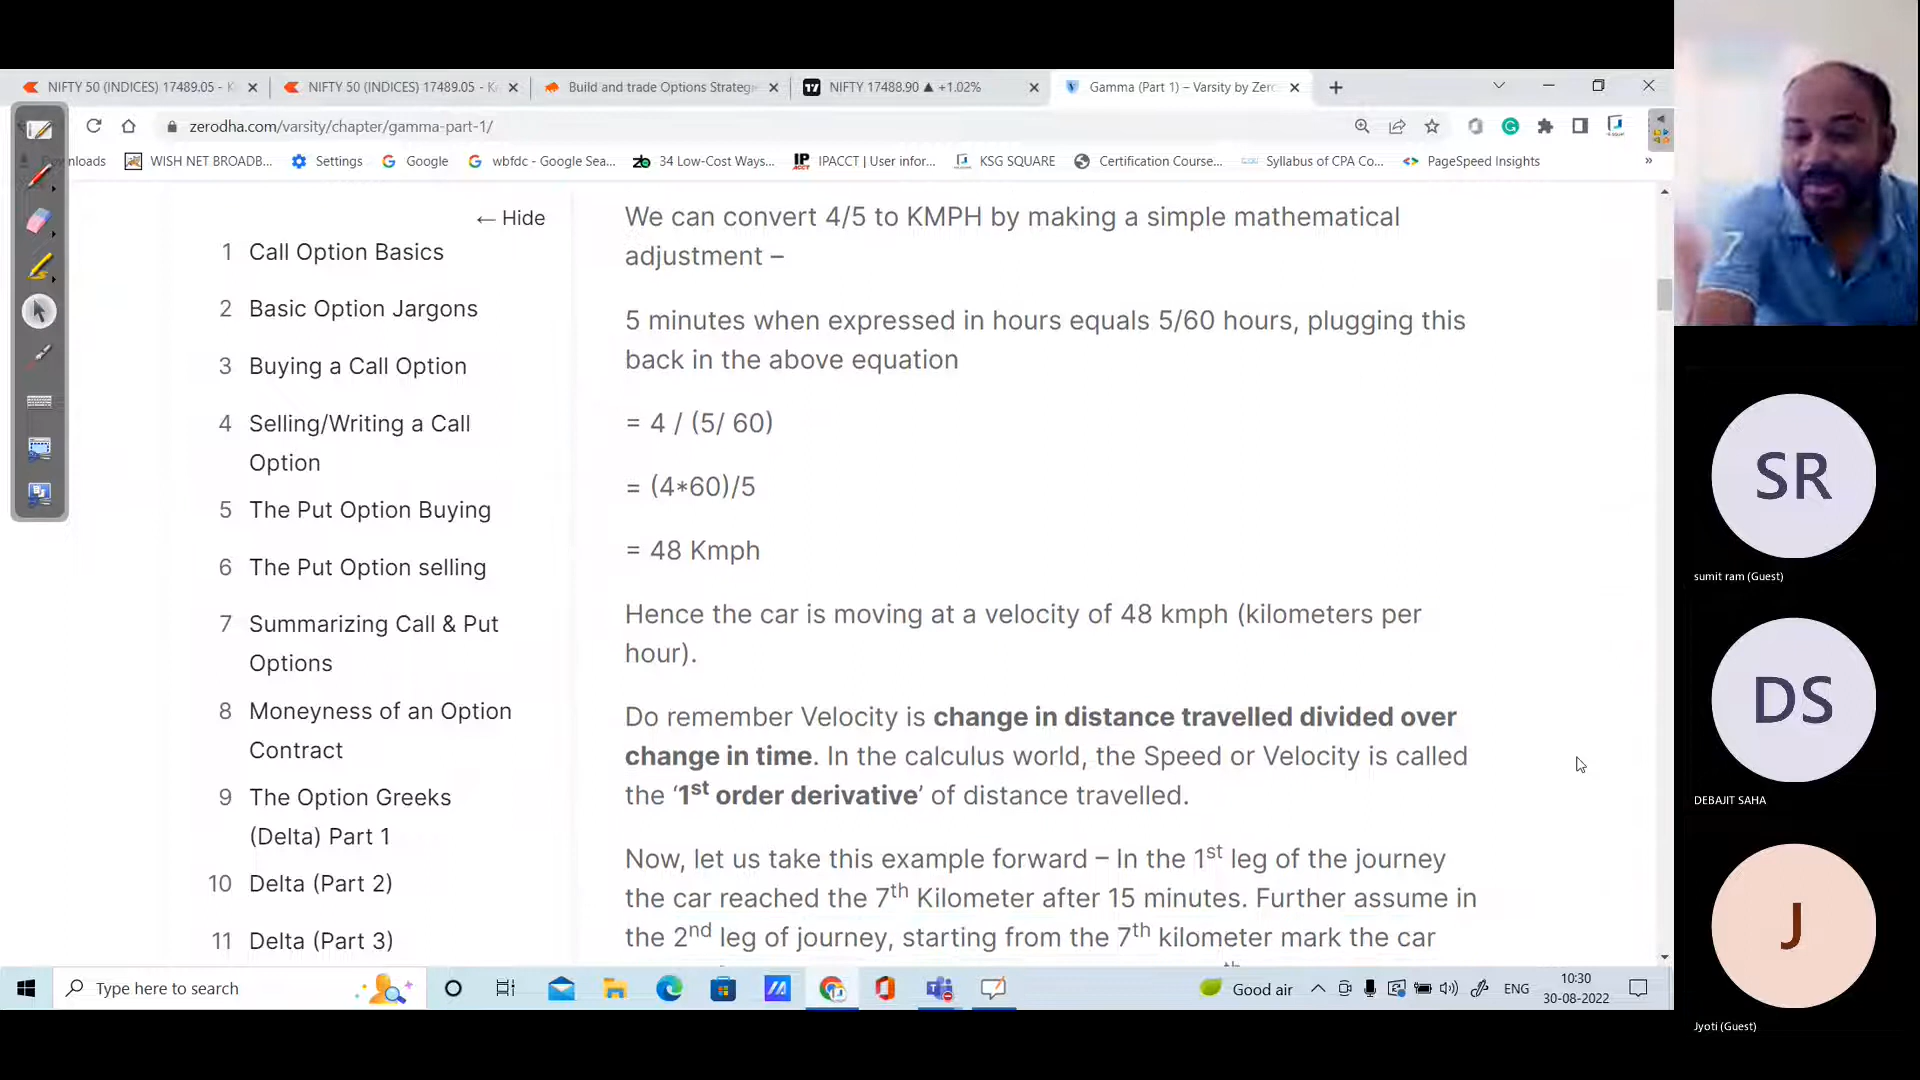 NIFTY 50 (INDICES) 17489.05 - K
NIFTY 50 (INDICES) 17489.05 - Ki
Build and trade Options Strateg
NIFTY 17488.90 ▲ +1.02%
Gamma (Part 1) – Varsity by Zero
zerodha.com/varsity/chapter/gamma-part-1/
WISH NET BROADB...
Settings
Google
wbfdc - Google Sea...
34 Low-Cost Ways...
IPACCT | User infor...
KSG SQUARE
Certification Course...
Syllabus of CPA Co...
PageSpeed Insights
»
← Hide
1 Call Option Basics
2 Basic Option Jargons
3 Buying a Call Option
4 Selling/Writing a Call
Option
5 The Put Option Buying
6 The Put Option selling
7 Summarizing Call & Put
Options
8 Moneyness of an Option
Contract
9 The Option Greeks
(Delta) Part 1
10 Delta (Part 2)
11 Delta (Part 3)
We can convert 4/5 to KMPH by making a simple mathematical
adjustment –
5 minutes when expressed in hours equals 5/60 hours, plugging this
back in the above equation
= 4 / (5/ 60)
= (4*60)/5
= 48 Kmph
Hence the car is moving at a velocity of 48 kmph (kilometers per
hour).
Do remember Velocity is change in distance travelled divided over
change in time. In the calculus world, the Speed or Velocity is called
the ‘1st order derivative’ of distance travelled.
Now, let us take this example forward – In the 1st leg of the journey
the car reached the 7th Kilometer after 15 minutes. Further assume in
the 2nd leg of journey, starting from the 7th kilometer mark the car
th
7
SR
sumit ram (Guest)
DS
DEBAJIT SAHA
J
Jyoti (Guest)
Type here to search
Good air
ENG
10:30
30-08-2022